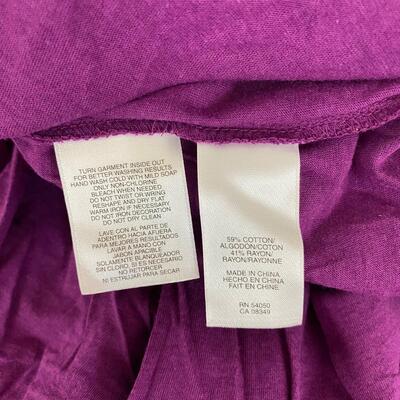 TURN GARMENT INSIDE OUT
FOR BETTER WASHING RESULTS
HAND WASH COLD WITH MILD SOAP
ONLY NON-CHLORINE
BLEACH WHEN NEEDED
DO NOT TWIST OR WRING
RESHAPE AND DRY FLAT
WARM IRON IF NECESSARY
DO NOT IRON DECORATION
DO NOT DRY CLEAN
LAVE CON LA PARTE DE
ADENTRO HACIA AFUERA
PARA MEJORES RESULTADOS
LAVAR A MANO CON
JABON APACIBLE
SOLAMENTE BLANQUEADOR
SIN CLORO, SI ES NECESARIO
NO RETORCER
NI ESTRUJAR PARA SECAR
59% COTTON/
ALGODON/COTON
41% RAYON/
RAYON/RAYONNE
MADE IN CHINA
HECHO EN CHINA
FAIT EN CHINE
RN 54050
CA 08349